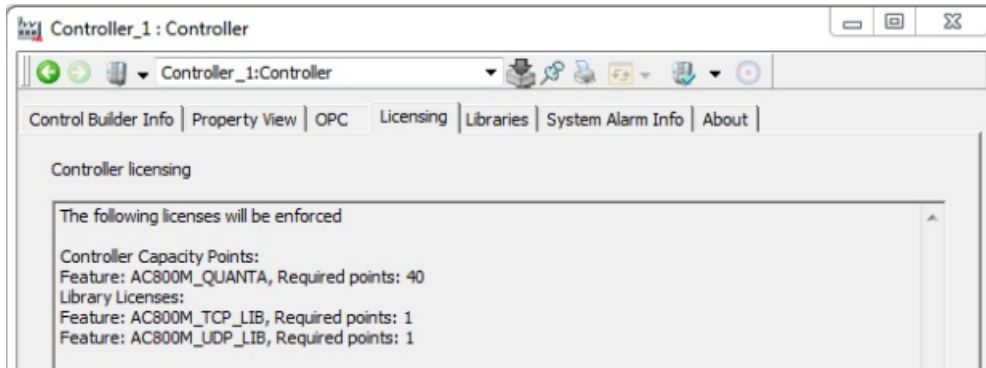 Controller_1 : Controller
Controller_1:Controller
Control Builder Info Property View OPC Licensing Libraries System Alarm Info About
Controller licensing
The following licenses will be enforced
Controller Capacity Points:
Feature: AC800M_QUANTA, Required points: 40
Library Licenses:
Feature: AC800M_TCP_LIB, Required points: 1
Feature: AC800M_UDP_LIB, Required points: 1